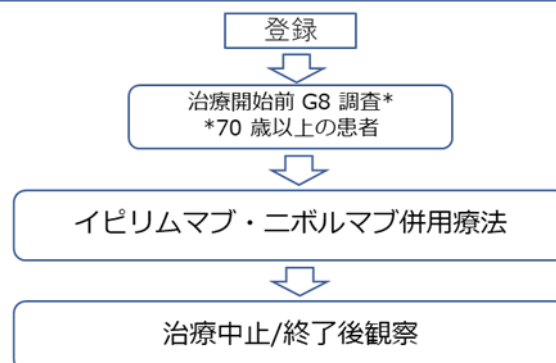 登録
治療開始前 G8 調査*
*70 歳以上の患者
イピリムマブ・ニボルマブ併用療法
治療中止/終了後観察